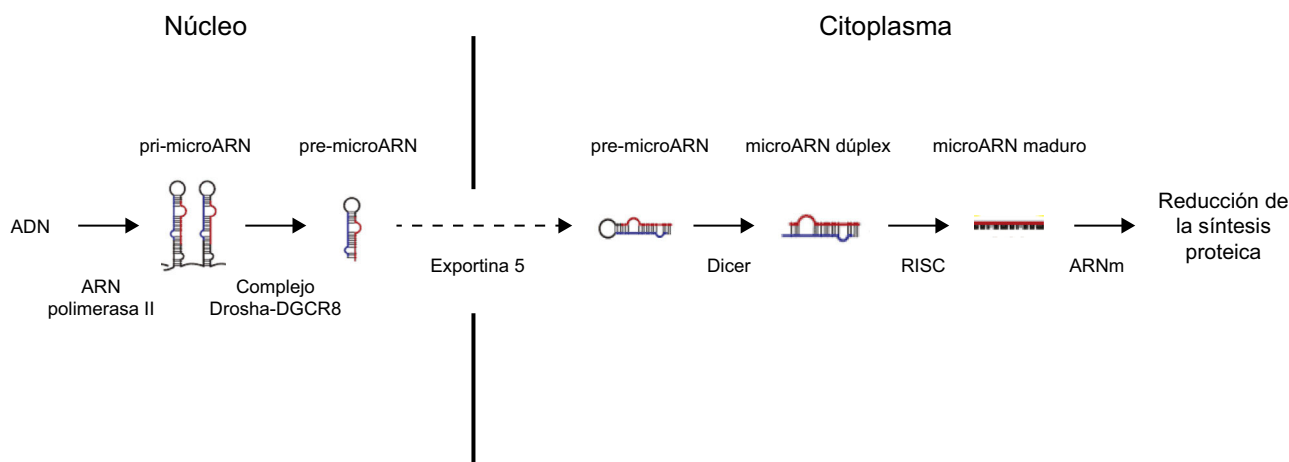 Núcleo
Citoplasma
pri-microARN
pre-microARN
pre-microARN
microARN dúplex
microARN maduro
ADN
Reducción de
la síntesis
proteica
ARN
polimerasa II
Complejo
Drosha-DGCR8
Exportina 5
Dicer
RISC
ARNm